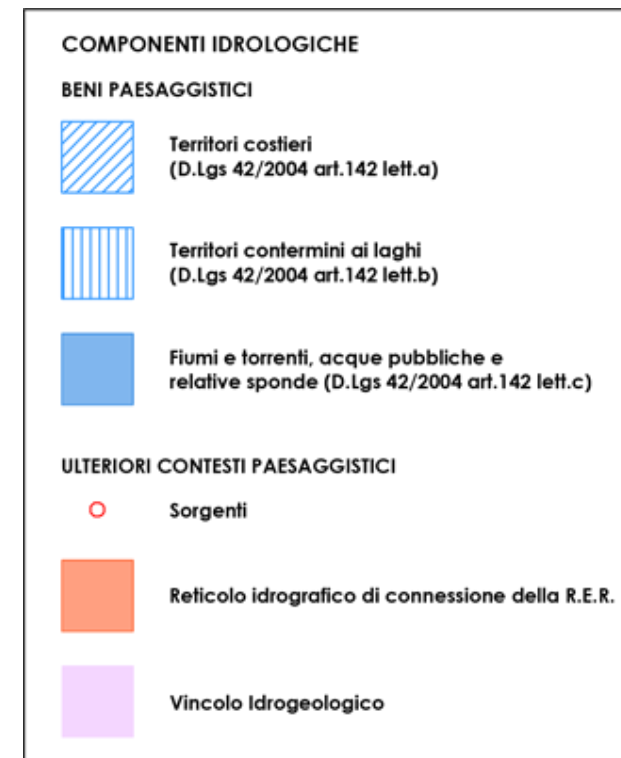 COMPONENTI IDROLOGICHE
BENI PAESAGGISTICI
Territori costieri
(D.Lgs 42/2004 art.142 lett.a)
Territori contermini ai laghi
(D.Lgs 42/2004 art.142 lett.b)
Fiumi e torrenti, acque pubbliche e
relative sponde (D.Lgs 42/2004 art.142 lett.c)
ULTERIORI CONTESTI PAESAGGISTICI
Sorgenti
Reticolo idrografico di connessione della R.E.R.
Vincolo Idrogeologico